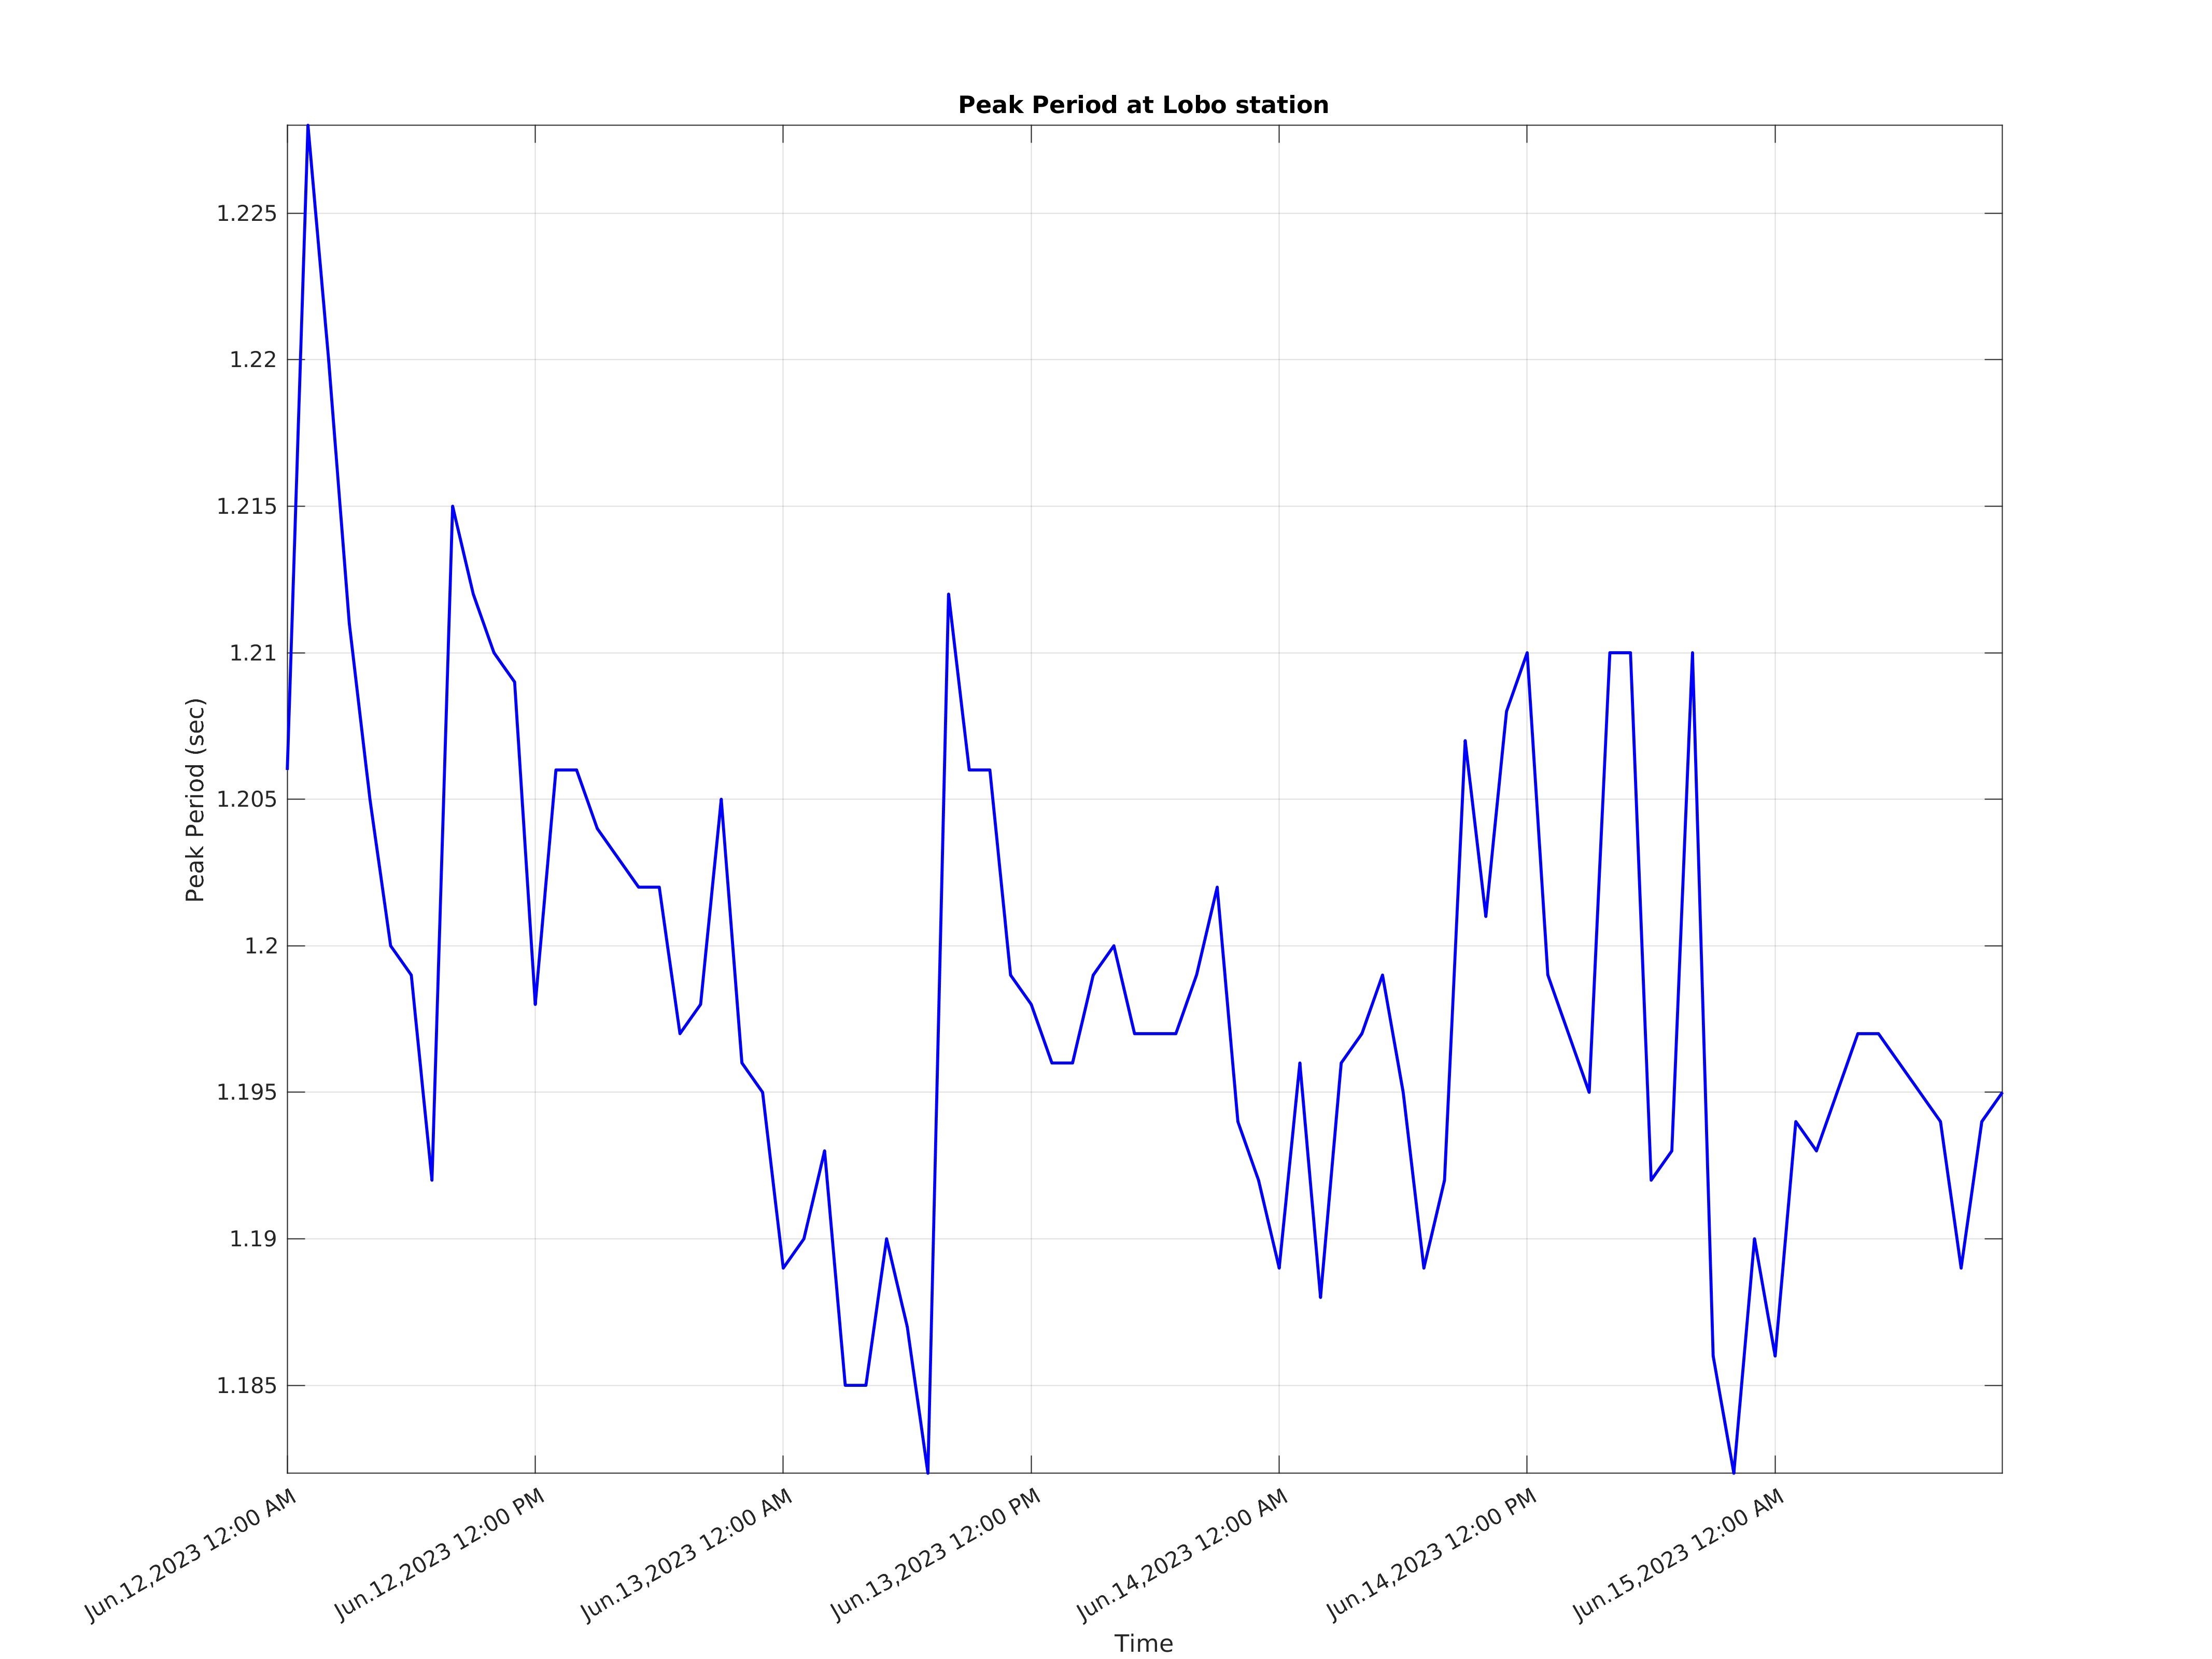 Peak Period at Lobo station
Peak Period (sec)
1.225
1.22
1.215
1.21
1.205
1.2
1.195
1.19
1.185
Jun.12,2023 12:00 AM
Jun.12,2023 12:00 PM
Jun.13,2023 12:00 AM
Jun.13,2023 12:00 PM
Jun.14,2023 12:00 AM
Jun.14,2023 12:00 PM
Jun.15,2023 12:00 AM
Time